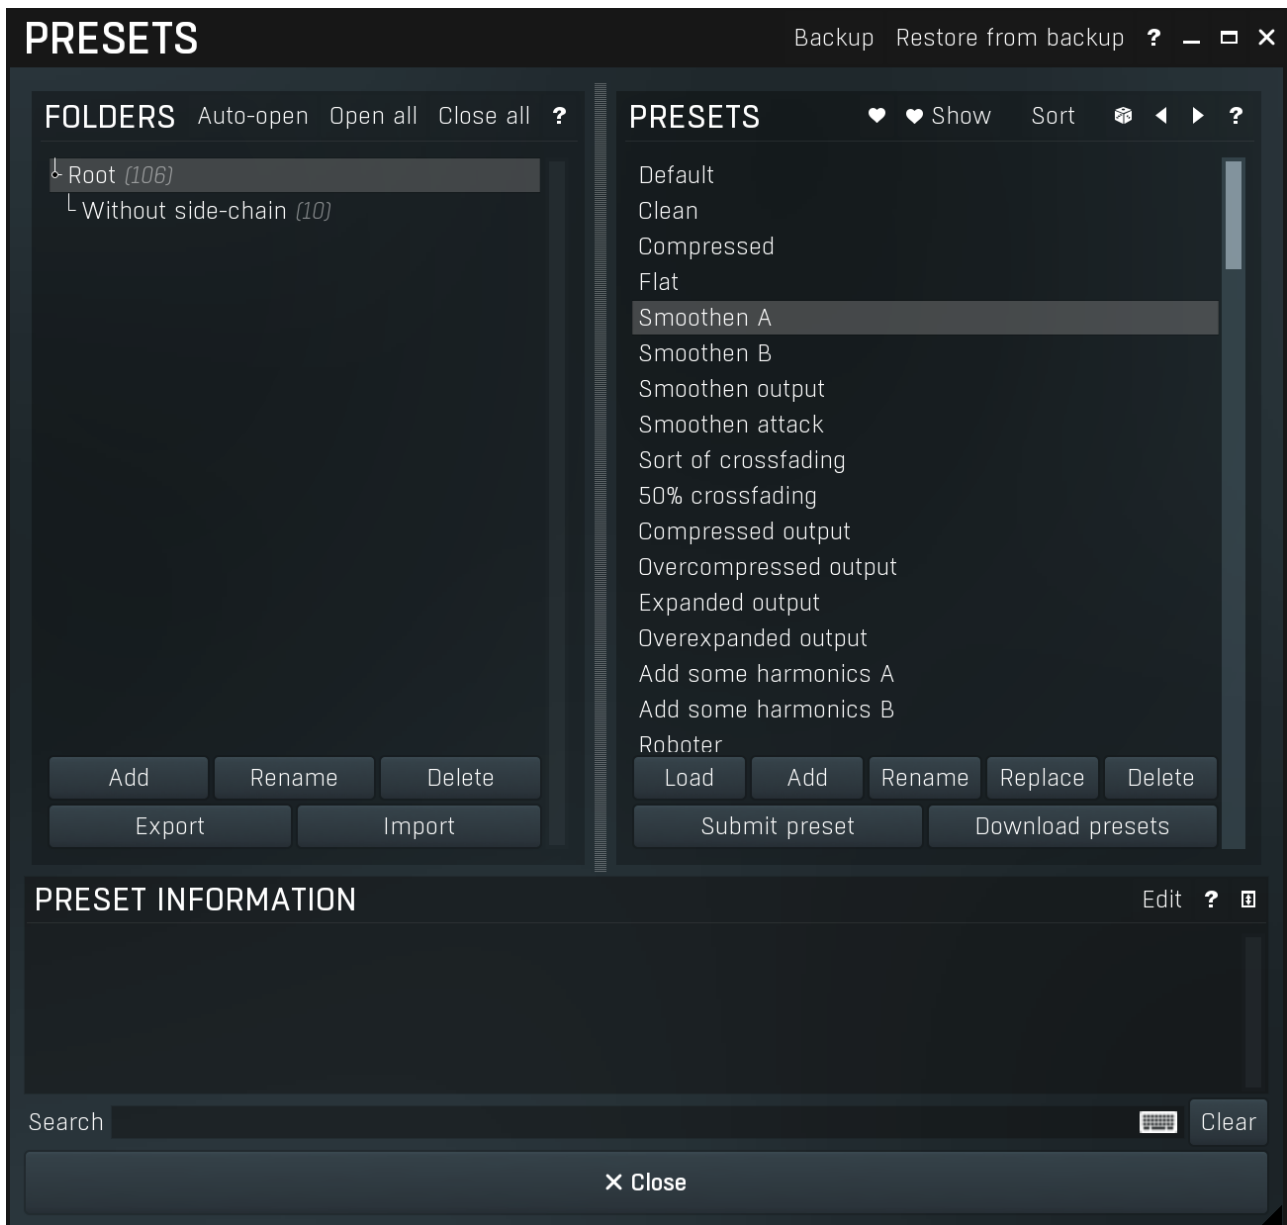 PRESETS Backup Restore from backup ?
FOLDERS Auto-open Open all Close all ?
Root (106)
Without side-chain (10)
Add Rename Delete
Export Import
PRESETS Show Sort ?
Default
Clean
Compressed
Flat
Smoothen A
Smoothen B
Smoothen output
Smoothen attack
Sort of crossfading
50% crossfading
Compressed output
Overcompressed output
Expanded output
Overexpanded output
Add some harmonics A
Add some harmonics B
Roboter
Load Add Rename Replace Delete
Submit preset Download presets
PRESET INFORMATION Edit ?
Search Clear
Close